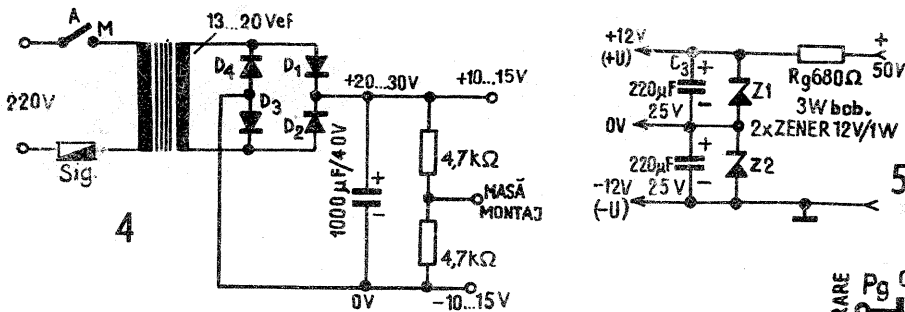 A
M
13...20Vef
220V
Sig.
4
D4
D1
D3
D2
+20...30V
+10...15V
1000µF/40V
4,7kΩ
MASĂ
MONTAJ
4,7kΩ
0V
-10...15V
+12V
(+U)
C3
+
220µF
25V
-
Z1
Rg680Ω
3W bob.
+
50V
0V
2xZENER 12V/1W
+
220µF
25V
-
Z2
-12V
(-U)
5
Pg